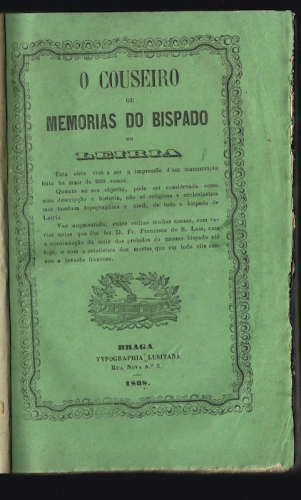 O COUSEIRO
OU
MEMORIAS DO BISPADO
DE
LEIRIA
Esta obra vem a ser a impressão d'um manuscripto
feito ha mais de 200 annos.
Quanto ao seu objecto, póde ser considerada como
uma descripção e historia, não só religiosa e ecclesiastica
mas tambem topographica e civil, de todo o bispado de
Leiria.
Vae augmentada, entre outras muitas cousas, com va-
rias notas que lhe fez D. Fr. Francisco de S. Luiz, com
a continuação da serie dos prelados do mesmo bispado até
hoje, e com a estatistica das mortes que em todo elle cau-
sou a invasão franceza.
BRAGA
TYPOGRAPHIA LUSITANA
RUA NOVA N.º 3.
1868.